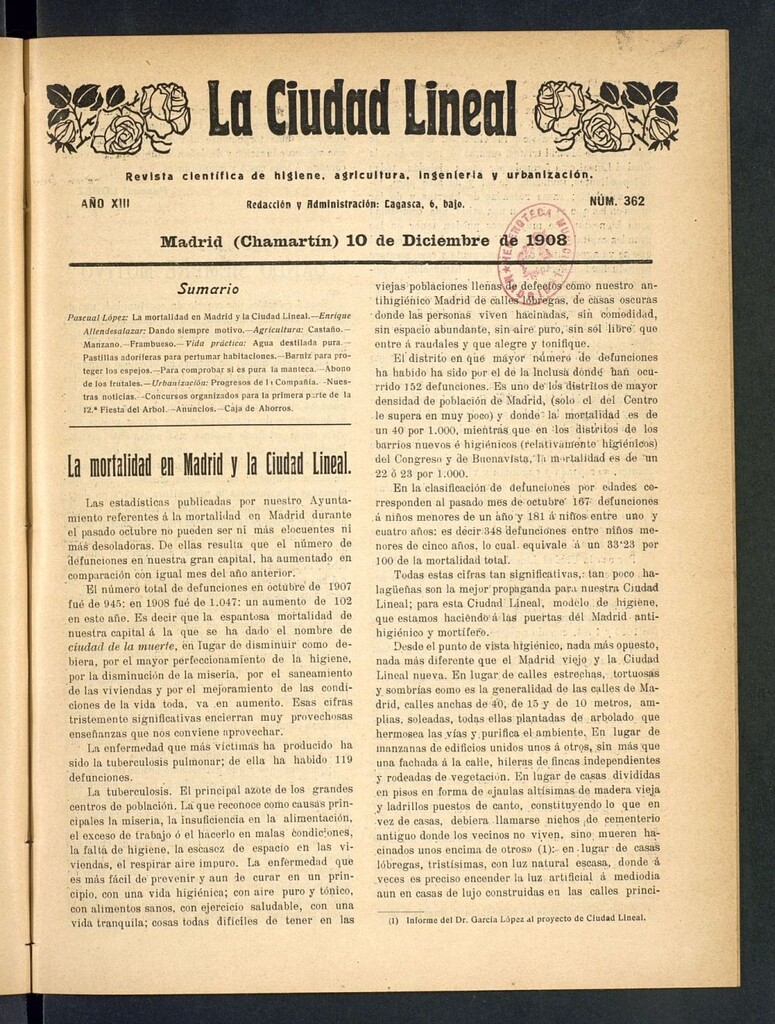 La Ciudad Lineal
Revista científica de higiene, agricultura, ingeniería y urbanización.
AÑO XIII
Redacción y Administración: Lagasca, 6, bajo.
NÚM. 362
Madrid (Chamartín) 10 de Diciembre de 1908
Sumario
Pascual López: La mortalidad en Madrid y la Ciudad Lineal.—Enrique
Allendesalazar: Dando siempre motivo.—Agricultura: Castaño.—
Manzano.—Frambueso.—Vida práctica: Agua destilada pura.—
Pastillas adoríferas para perfumar habitaciones.—Barniz para pro-
teger los espejos.—Para comprobar si es pura la manteca.—Abono
de los frutales.—Urbanización: Progresos de la Compañía.—Nues-
tras noticias.—Concursos organizados para la primera parte de la
12.ª Fiesta del Arbol.—Anuncios.—Caja de Ahorros.
La mortalidad en Madrid y la Ciudad Lineal.
Las estadísticas publicadas por nuestro Ayunta-
miento referentes á la mortalidad en Madrid durante
el pasado octubre no pueden ser ni más elocuentes ni
más desoladoras. De ellas resulta que el número de
defunciones en nuestra gran capital, ha aumentado en
comparación con igual mes del año anterior.
El número total de defunciones en octubre de 1907
fué de 945; en 1908 fué de 1.047: un aumento de 102
en este año. Es decir que la espantosa mortalidad de
nuestra capital á la que se ha dado el nombre de
ciudad de la muerte, en lugar de disminuir como de-
biera, por el mayor perfeccionamiento de la higiene,
por la disminución de la miseria, por el saneamiento
de las viviendas y por el mejoramiento de las condi-
ciones de la vida toda, va en aumento. Esas cifras
tristemente significativas encierran muy provechosas
enseñanzas que nos conviene aprovechar.
La enfermedad que más víctimas ha producido ha
sido la tuberculosis pulmonar; de ella ha habido 119
defunciones.
La tuberculosis. El principal azote de los grandes
centros de población. La que reconoce como causas prin-
cipales la miseria, la insuficiencia en la alimentación,
el exceso de trabajo ó el hacerlo en malas condiciones,
la falta de higiene, la escasez de espacio en las vi-
viendas, el respirar aire impuro. La enfermedad que
es más fácil de prevenir y aun de curar en un prin-
cipio, con una vida higiénica; con aire puro y tónico,
con alimentos sanos, con ejercicio saludable, con una
vida tranquila; cosas todas difíciles de tener en las
viejas poblaciones llenas de defectos como nuestro an-
tihigiénico Madrid de calles lóbregas, de casas oscuras
donde las personas viven hacinadas, sin comodidad,
sin espacio abundante, sin aire puro, sin sol libre que
entre á raudales y que alegre y tonifique.
El distrito en que mayor número de defunciones
ha habido ha sido por el de la Inclusa dónde han ocu-
rrido 152 defunciones. Es uno de los distritos de mayor
densidad de población de Madrid, (sólo el del Centro
le supera en muy poco) y donde la mortalidad es de
un 40 por 1.000, mientras que en los distritos de los
barrios nuevos é higiénicos (relativamente higiénicos)
del Congreso y de Buenavista, la mortalidad es de un
22 ó 23 por 1.000.
En la clasificación de defunciones por edades co-
rresponden al pasado mes de octubre 167 defunciones
á niños menores de un año y 181 á niños entre uno y
cuatro años: es decir 348 defunciones entre niños me-
nores de cinco años, lo cual equivale á un 33'23 por
100 de la mortalidad total.
Todas estas cifras tan significativas, tan poco ha-
lagüeñas son la mejor propaganda para nuestra Ciudad
Lineal; para esta Ciudad Lineal, modelo de higiene,
que estamos haciendo á las puertas del Madrid anti-
higiénico y mortífero.
Desde el punto de vista higiénico, nada más opuesto,
nada más diferente que el Madrid viejo y la Ciudad
Lineal nueva. En lugar de calles estrechas, tortuosas
y sombrías como es la generalidad de las calles de Ma-
drid, calles anchas de 40, de 15 y de 10 metros, am-
plias, soleadas, todas ellas plantadas de arbolado que
hermosea las vías y purifica el ambiente. En lugar de
manzanas de edificios unidos unos á otros, sin más que
una fachada á la calle, hileras de fincas independientes
y rodeadas de vegetación. En lugar de casas divididas
en pisos en forma de «jaulas altísimas de madera vieja
y ladrillos puestos de canto, constituyendo lo que en
vez de casas, debiera llamarse nichos de cementerio
antiguo donde los vecinos no viven, sino mueren ha-
cinados unos encima de otros» (1); en lugar de casas
lóbregas, tristísimas, con luz natural escasa, donde á
veces es preciso encender la luz artificial á mediodía
aun en casas de lujo construídas en las calles princi-
(1) Informe del Dr. García López al proyecto de Ciudad Lineal.
HEMEROTECA MUNICIPAL
MADRID